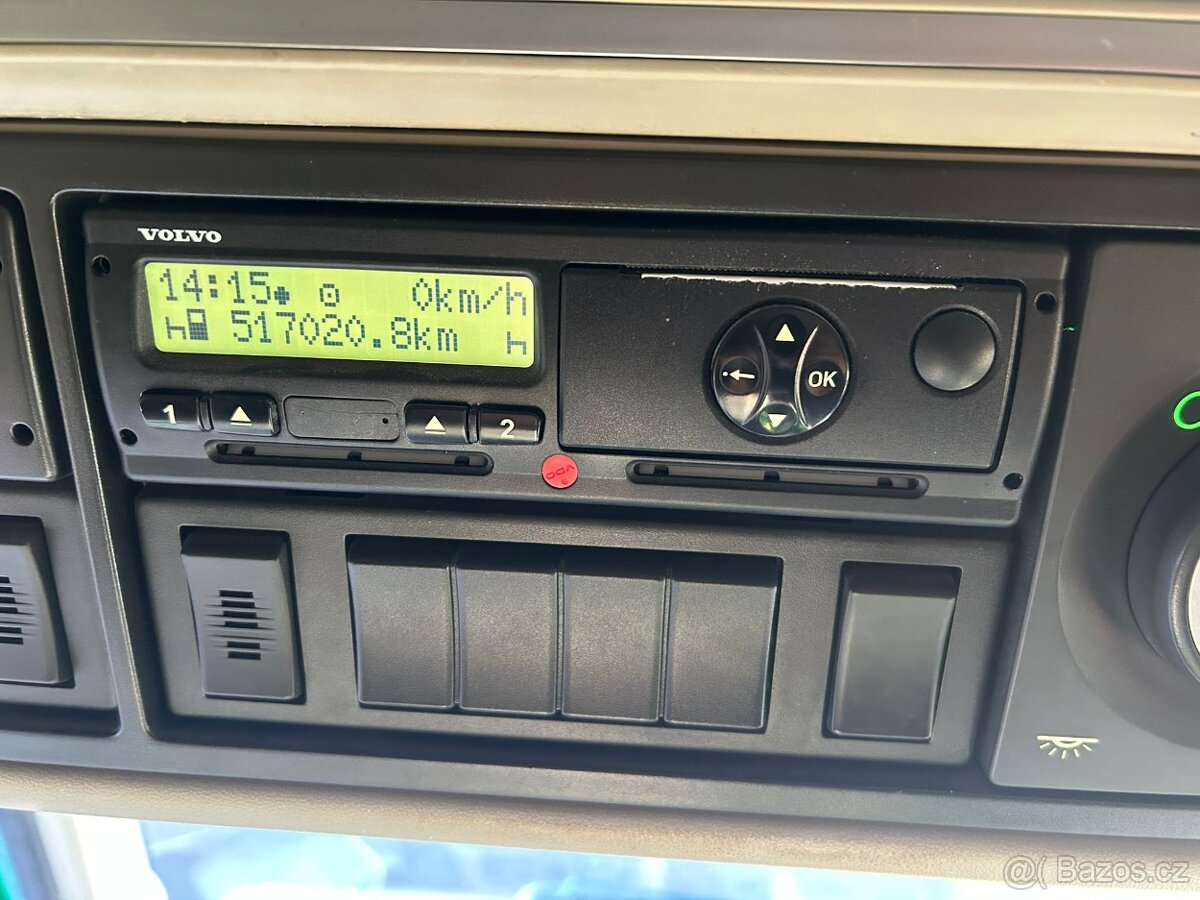 VOLVO
14:15 0km/h
517020.8km
1 2
OK
VDO
@( Bazos.cz